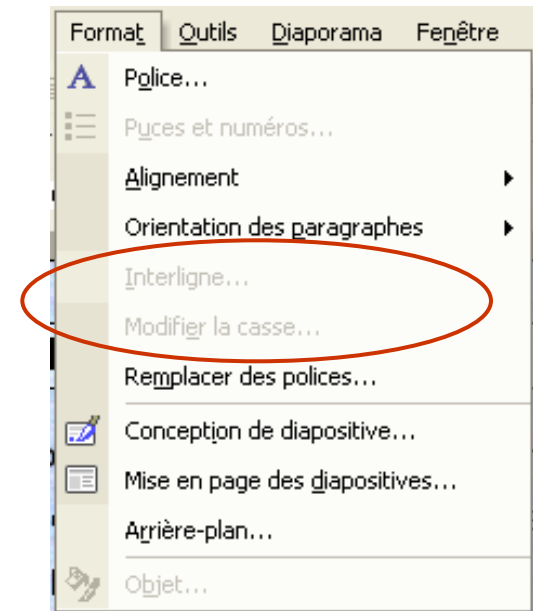 Format Outils Diaporama Fenêtre
Police...
Puces et numéros...
Alignement
Orientation des paragraphes
Interligne...
Modifier la casse...
Remplacer des polices...
Conception de diapositive...
Mise en page des diapositives...
Arrière-plan...
Objet...